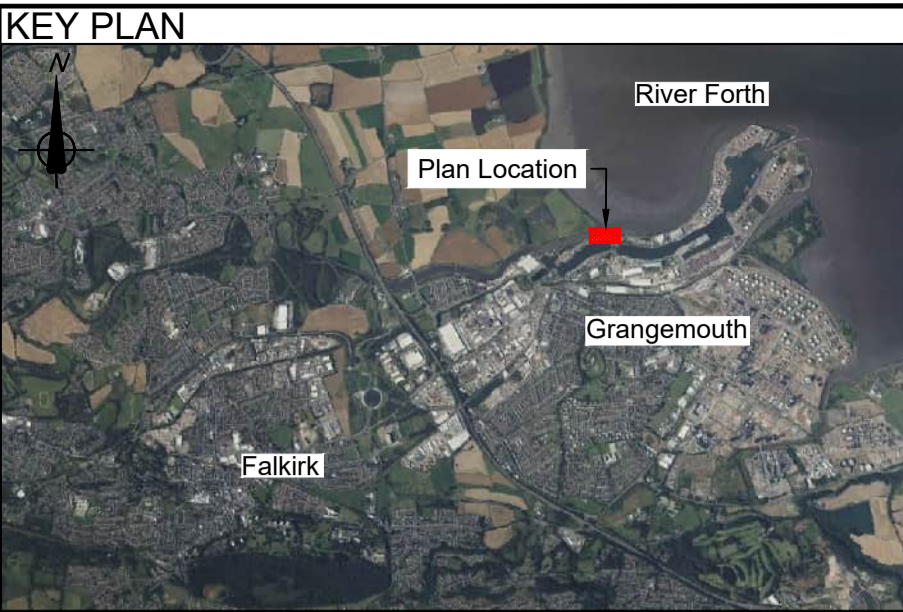 KEY PLAN
N
River Forth
Plan Location
Grangemouth
Falkirk